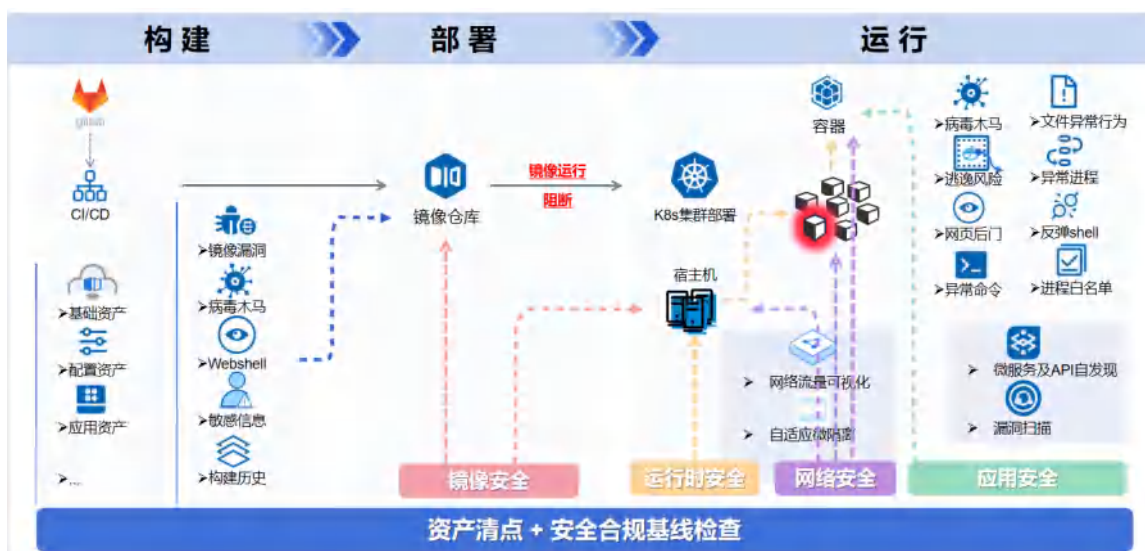 构建
部署
运行
gitlab
CI/CD
镜像仓库
镜像运行
阻断
K8s集群部署
容器
宿主机
➤病毒木马
➤文件异常行为
➤逃逸风险
➤异常进程
➤网页后门
➤反弹shell
➤异常命令
➤进程白名单
➤基础资产
➤配置资产
➤应用资产
➤...
➤镜像漏洞
➤病毒木马
➤Webshell
➤敏感信息
➤构建历史
➤ 网络流量可视化
➤ 自适应微隔离
➤ 微服务及API自发现
➤ 漏洞扫描
镜像安全
运行时安全
网络安全
应用安全
资产清点 + 安全合规基线检查